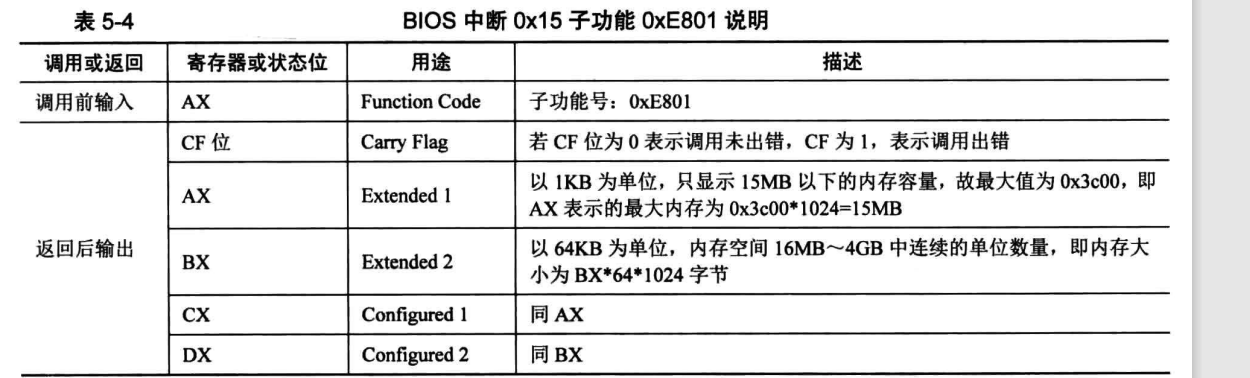 表 5-4 BIOS 中断 0x15 子功能 0xE801 说明
调用或返回 寄存器或状态位 用途 描述
调用前输入 AX Function Code 子功能号：0xE801
CF 位 Carry Flag 若 CF 位为 0 表示调用未出错，CF 为 1，表示调用出错
AX Extended 1 以 1KB 为单位，只显示 15MB 以下的内存容量，故最大值为 0x3c00，即
AX 表示的最大内存为 0x3c00*1024=15MB
返回后输出
BX Extended 2 以 64KB 为单位，内存空间 16MB～4GB 中连续的单位数量，即内存大
小为 BX*64*1024 字节
CX Configured 1 同 AX
DX Configured 2 同 BX